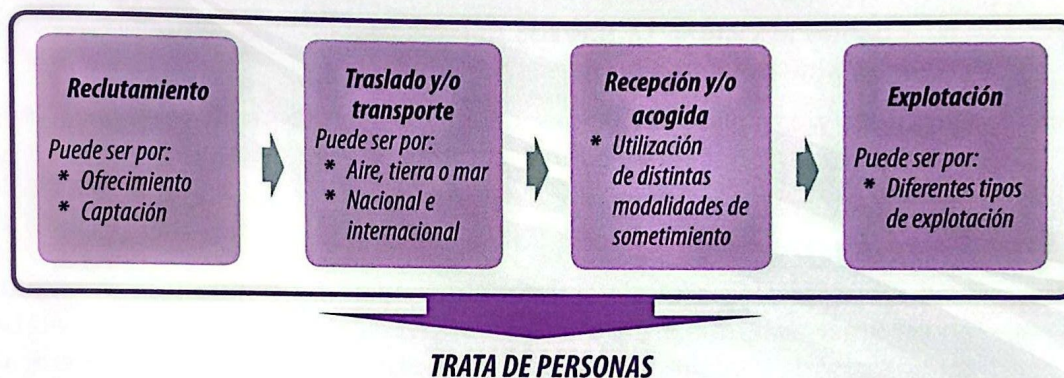 Reclutamiento
Puede ser por:
* Ofrecimiento
* Captación
Traslado y/o
transporte
Puede ser por:
* Aire, tierra o mar
* Nacional e
internacional
Recepción y/o
acogida
* Utilización
de distintas
modalidades de
sometimiento
Explotación
Puede ser por:
* Diferentes tipos
de explotación
TRATA DE PERSONAS